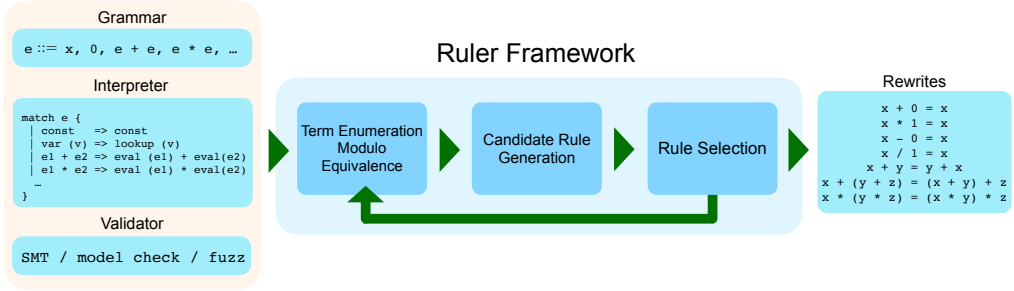 Grammar
e ::= x, 0, e + e, e * e, …
Interpreter
match e {
| const => const
| var (v) => lookup (v)
| e1 + e2 => eval (e1) + eval(e2)
| e1 * e2 => eval (e1) * eval(e2)
…
}
Validator
SMT / model check / fuzz
Ruler Framework
Term Enumeration
Modulo
Equivalence
Candidate Rule
Generation
Rule Selection
Rewrites
x + 0 = x
x * 1 = x
x - 0 = x
x / 1 = x
x + y = y + x
x + (y + z) = (x + y) + z
x * (y * z) = (x * y) * z